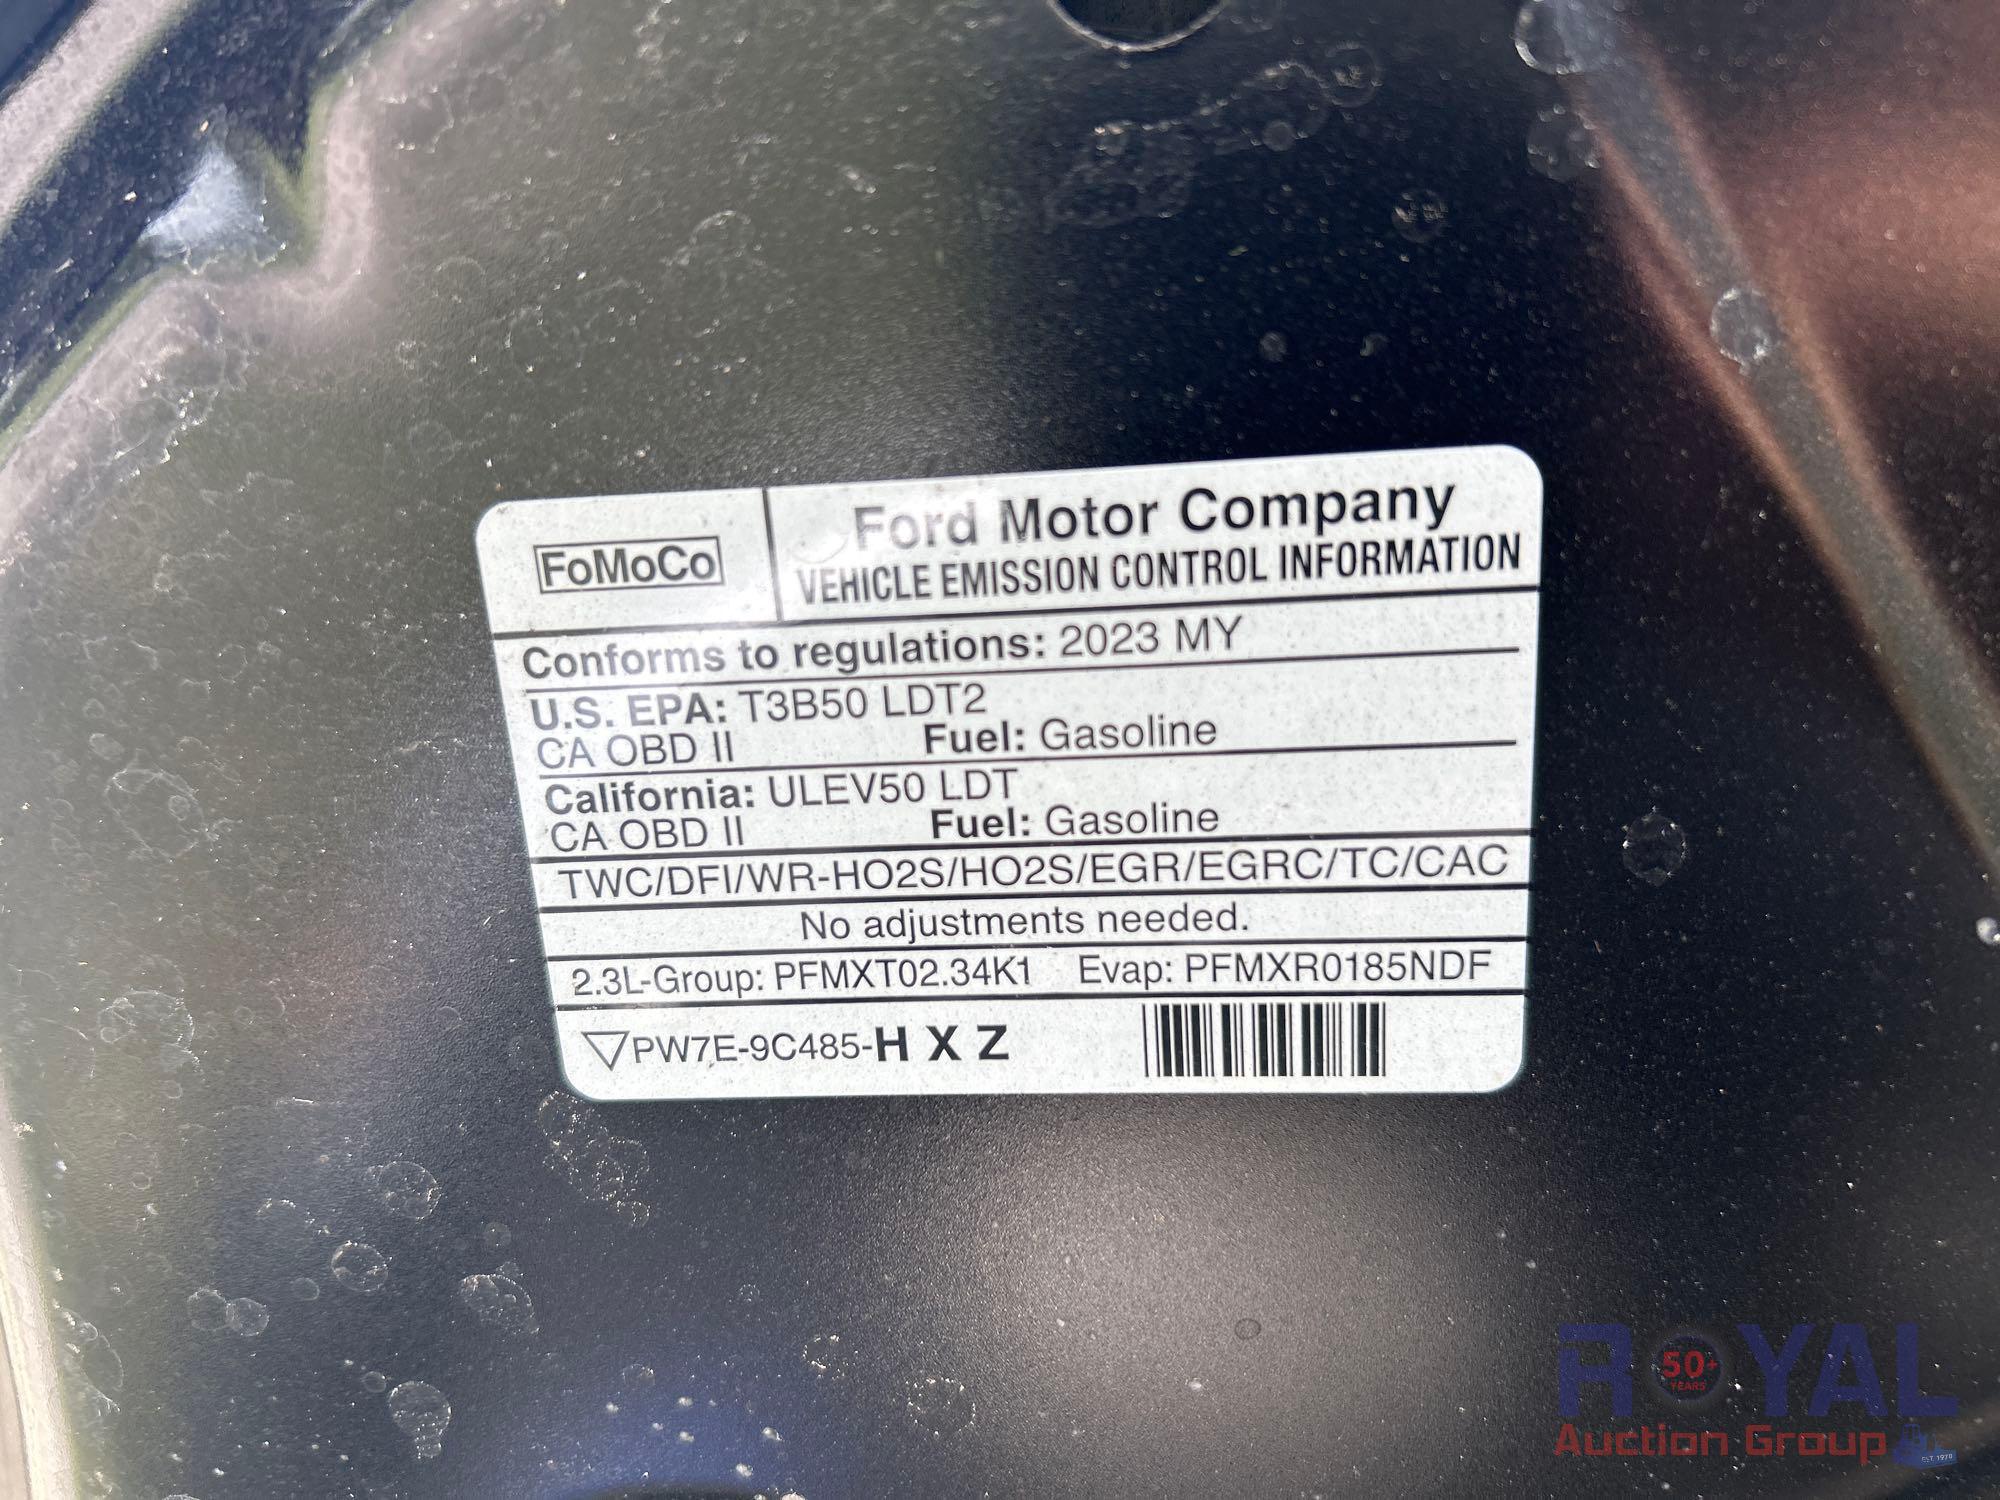 FoMoCo
Ford Motor Company
VEHICLE EMISSION CONTROL INFORMATION
Conforms to regulations: 2023 MY
U.S. EPA: T3B50 LDT2
CA OBD II Fuel: Gasoline
California: ULEV50 LDT
CA OBD II Fuel: Gasoline
TWC/DFI/WR-HO2S/HO2S/EGR/EGRC/TC/CAC
No adjustments needed.
2.3L-Group: PFMXT02.34K1 Evap: PFMXR0185NDF
PW7E-9C485-H X Z
ROYAL
50+
YEARS
Auction Group
EST. 1970